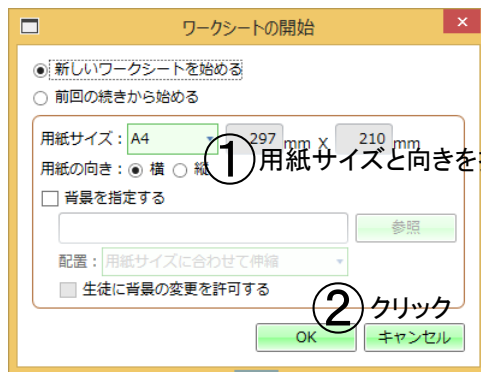 ワークシートの開始
新しいワークシートを始める
前回の続きから始める
用紙サイズ：A4 297 mm X 210 mm
用紙の向き： 横 縦
①用紙サイズと向きを
背景を指定する
参照
配置：用紙サイズに合わせて伸縮
生徒に背景の変更を許可する
②クリック
OK キャンセル